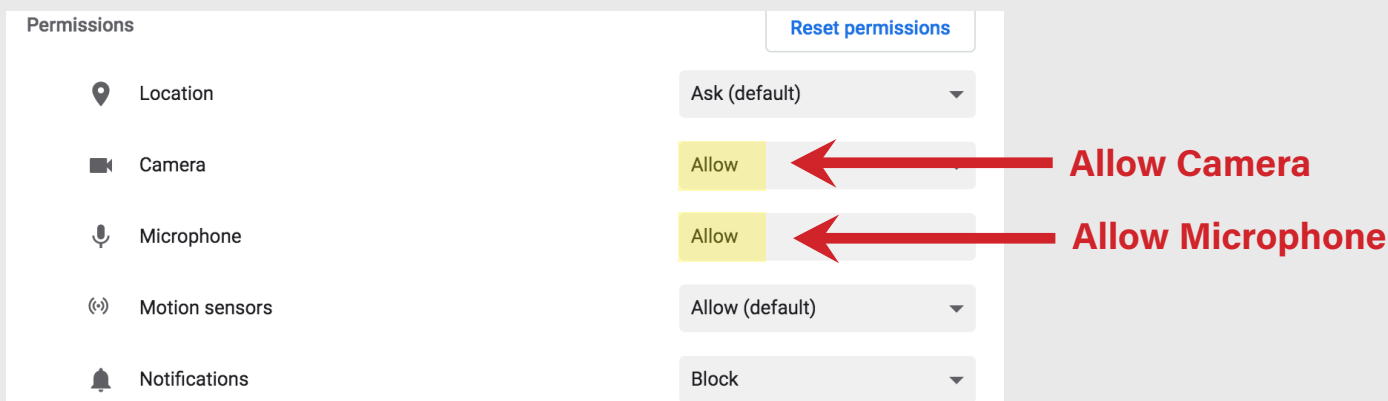 Permissions
Reset permissions
Location Ask (default)
Camera Allow Allow Camera
Microphone Allow Allow Microphone
Motion sensors Allow (default)
Notifications Block